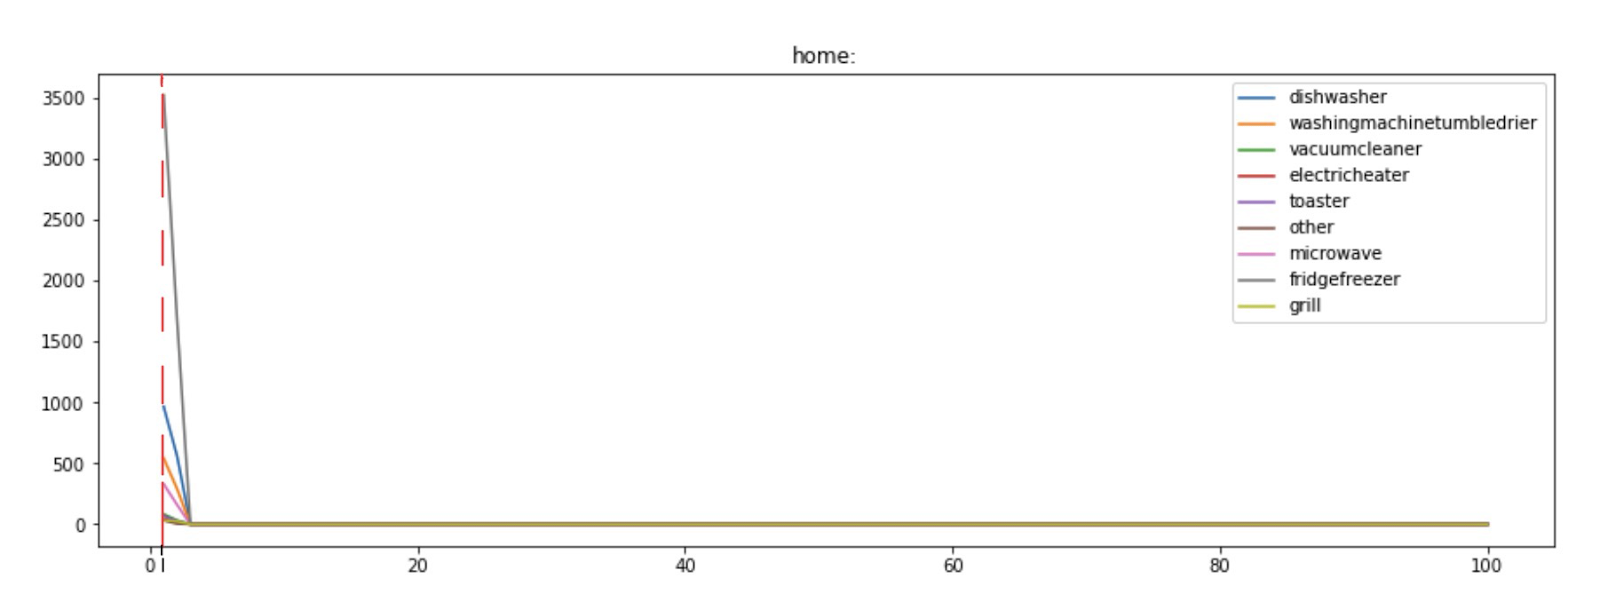 home:
3500
3000
2500
2000
1500
1000
500
0
0 20 40 60 80 100
dishwasher
washingmachinetumbledrier
vacuumcleaner
electricheater
toaster
other
microwave
fridgefreezer
grill